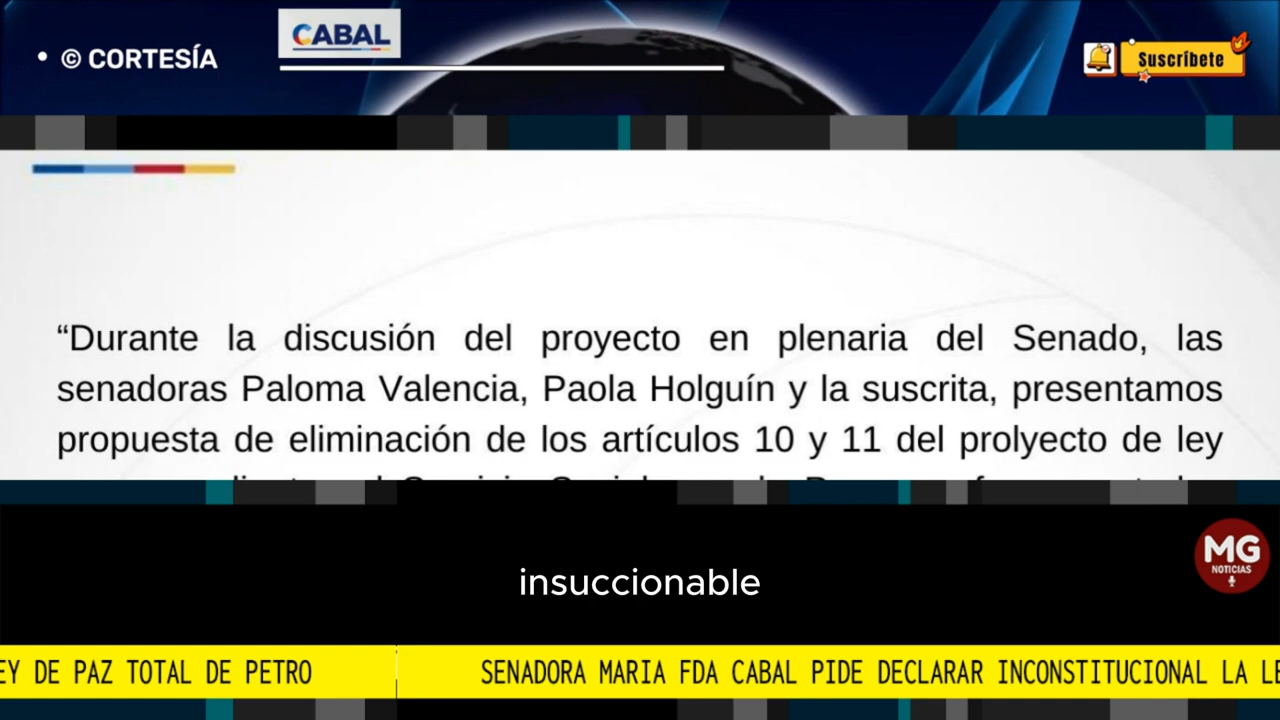 • © CORTESÍA
CABAL
Suscríbete
“Durante la discusión del proyecto en plenaria del Senado, las
senadoras Paloma Valencia, Paola Holguín y la suscrita, presentamos
propuesta de eliminación de los artículos 10 y 11 del prolyecto de ley
insuccionable
MG
NOTICIAS
EY DE PAZ TOTAL DE PETRO
SENADORA MARIA FDA CABAL PIDE DECLARAR INCONSTITUCIONAL LA LE